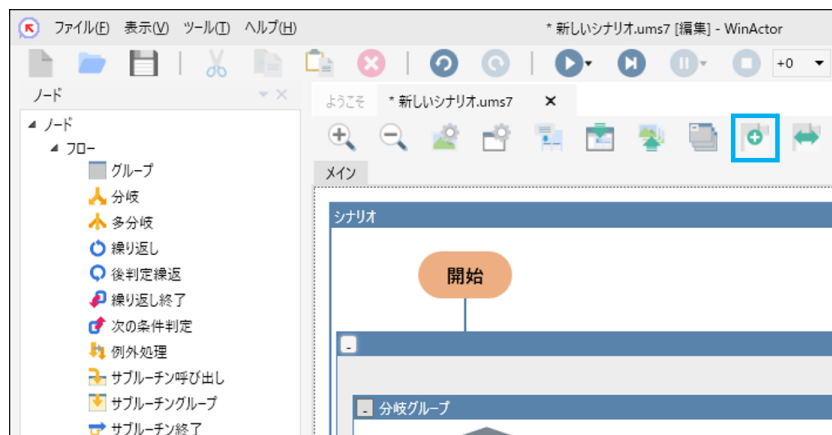 ファイル(F) 表示(V) ツール(T) ヘルプ(H) * 新しいシナリオ.ums7 [編集] - WinActor
+0
ノード
ようこそ * 新しいシナリオ.ums7
ノード
フロー
グループ
分岐
多分岐
繰り返し
後判定繰返
繰り返し終了
次の条件判定
例外処理
サブルーチン呼び出し
サブルーチングループ
サブルーチン終了
メイン
シナリオ
開始
分岐グループ